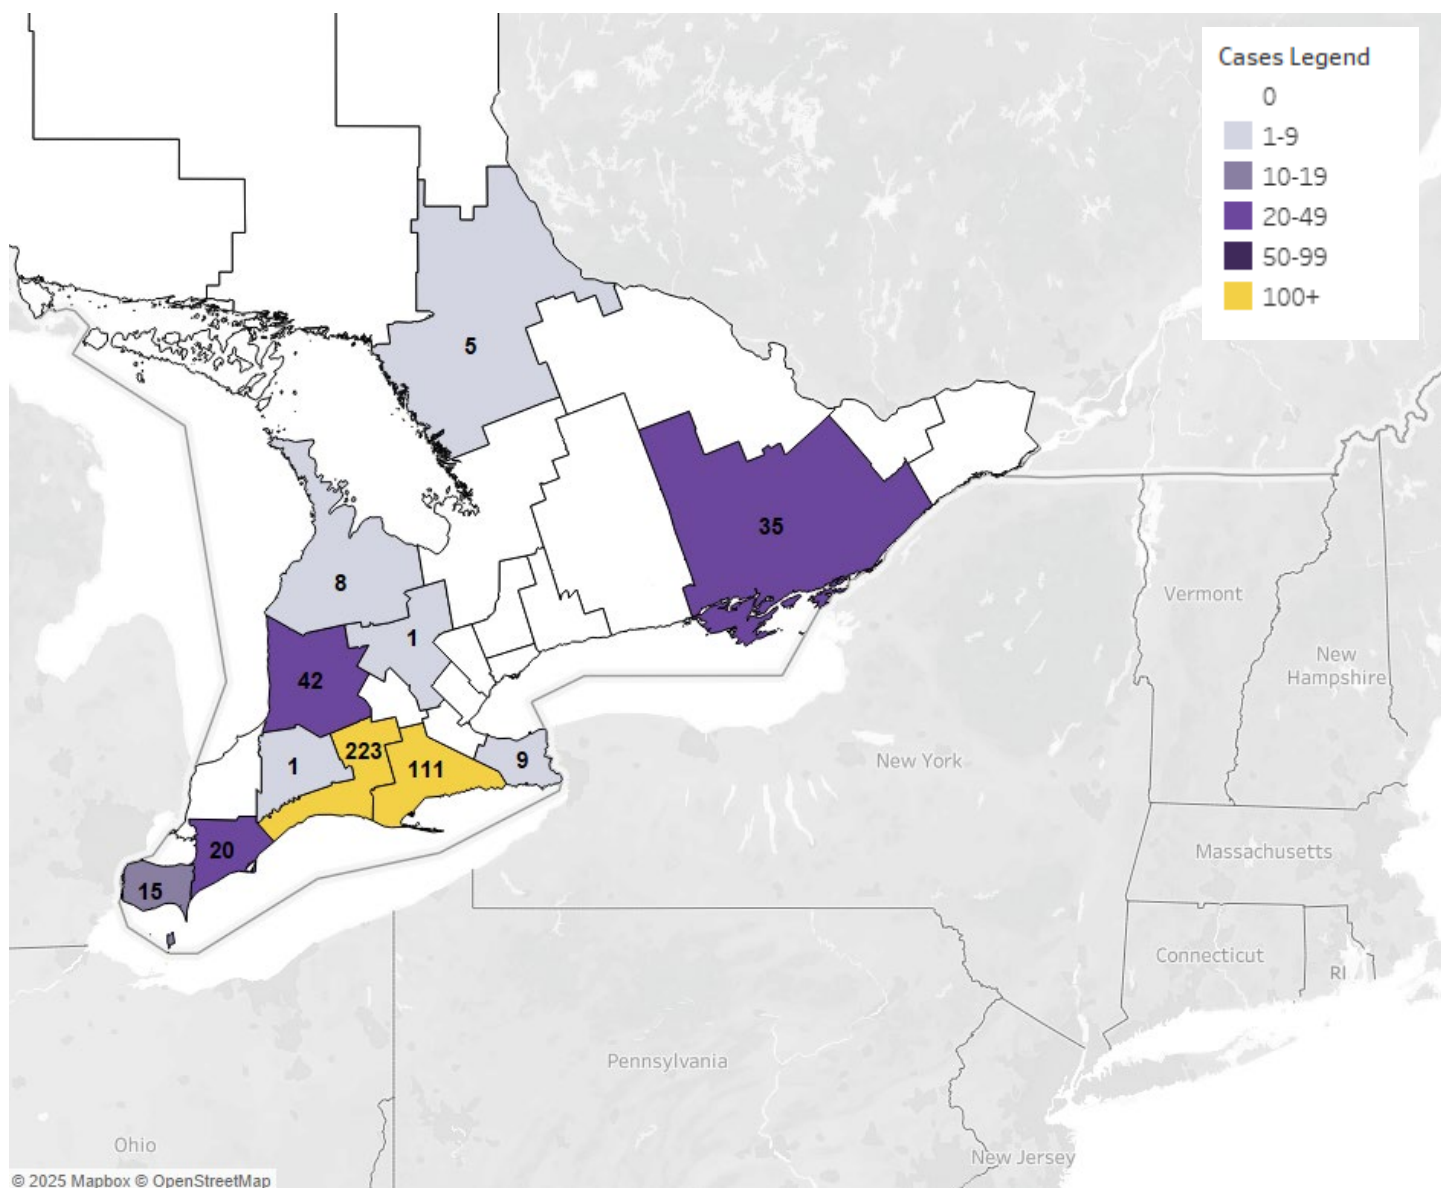 Cases Legend
0
1-9
10-19
20-49
50-99
100+
5
35
8
1
42
223
1
111
9
20
15
Vermont
New
Hampshire
New York
Massachusetts
Connecticut
RI
Pennsylvania
Ohio
New Jersey
© 2025 Mapbox © OpenStreetMap